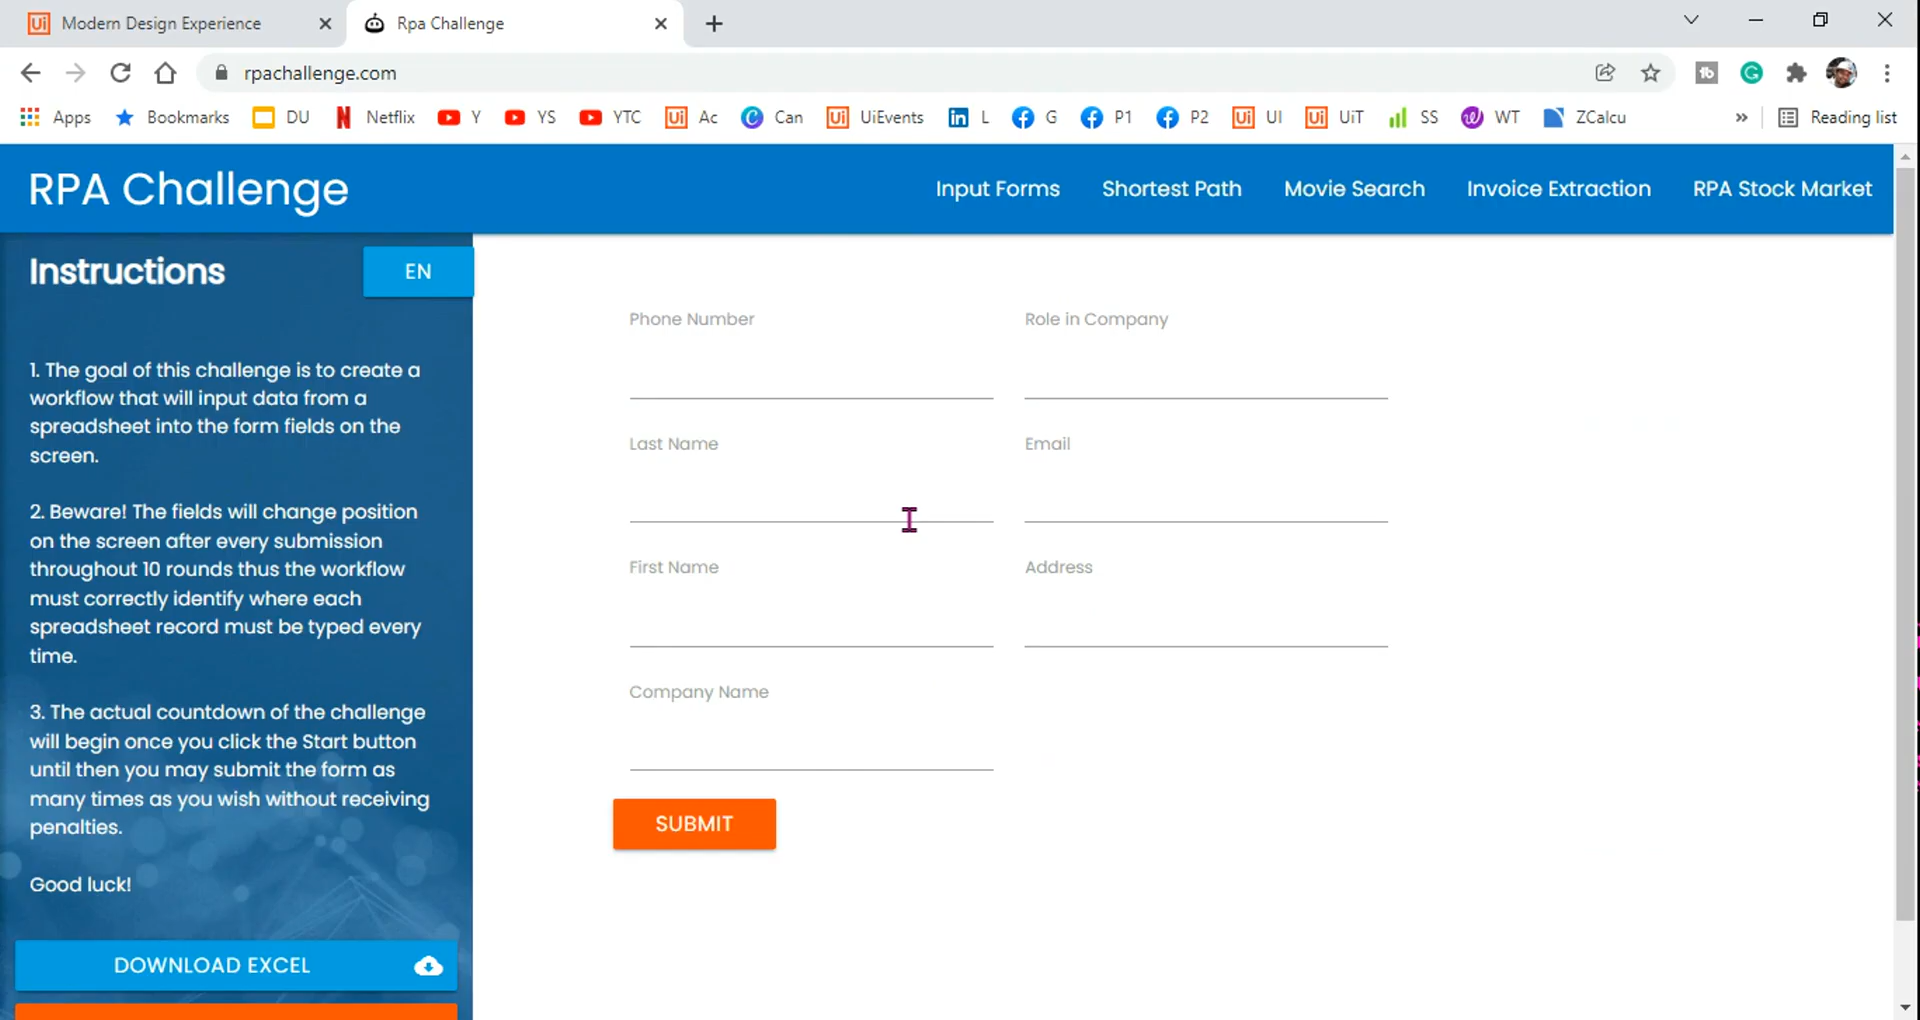 Ui Modern Design Experience
Rpa Challenge
rpachallenge.com
tb
G
Apps
Bookmarks
DU
N Netflix
Y
YS
YTC
Ui Ac
C Can
Ui UiEvents
in L
G
P1
P2
Ui UI
Ui UiT
SS
WT
ZCalcu
»
Reading list
RPA Challenge
Input Forms
Shortest Path
Movie Search
Invoice Extraction
RPA Stock Market
Instructions
EN
1. The goal of this challenge is to create a
workflow that will input data from a
spreadsheet into the form fields on the
screen.
2. Beware! The fields will change position
on the screen after every submission
throughout 10 rounds thus the workflow
must correctly identify where each
spreadsheet record must be typed every
time.
3. The actual countdown of the challenge
will begin once you click the Start button
until then you may submit the form as
many times as you wish without receiving
penalties.
Good luck!
DOWNLOAD EXCEL
Phone Number
Role in Company
Last Name
Email
First Name
Address
Company Name
SUBMIT